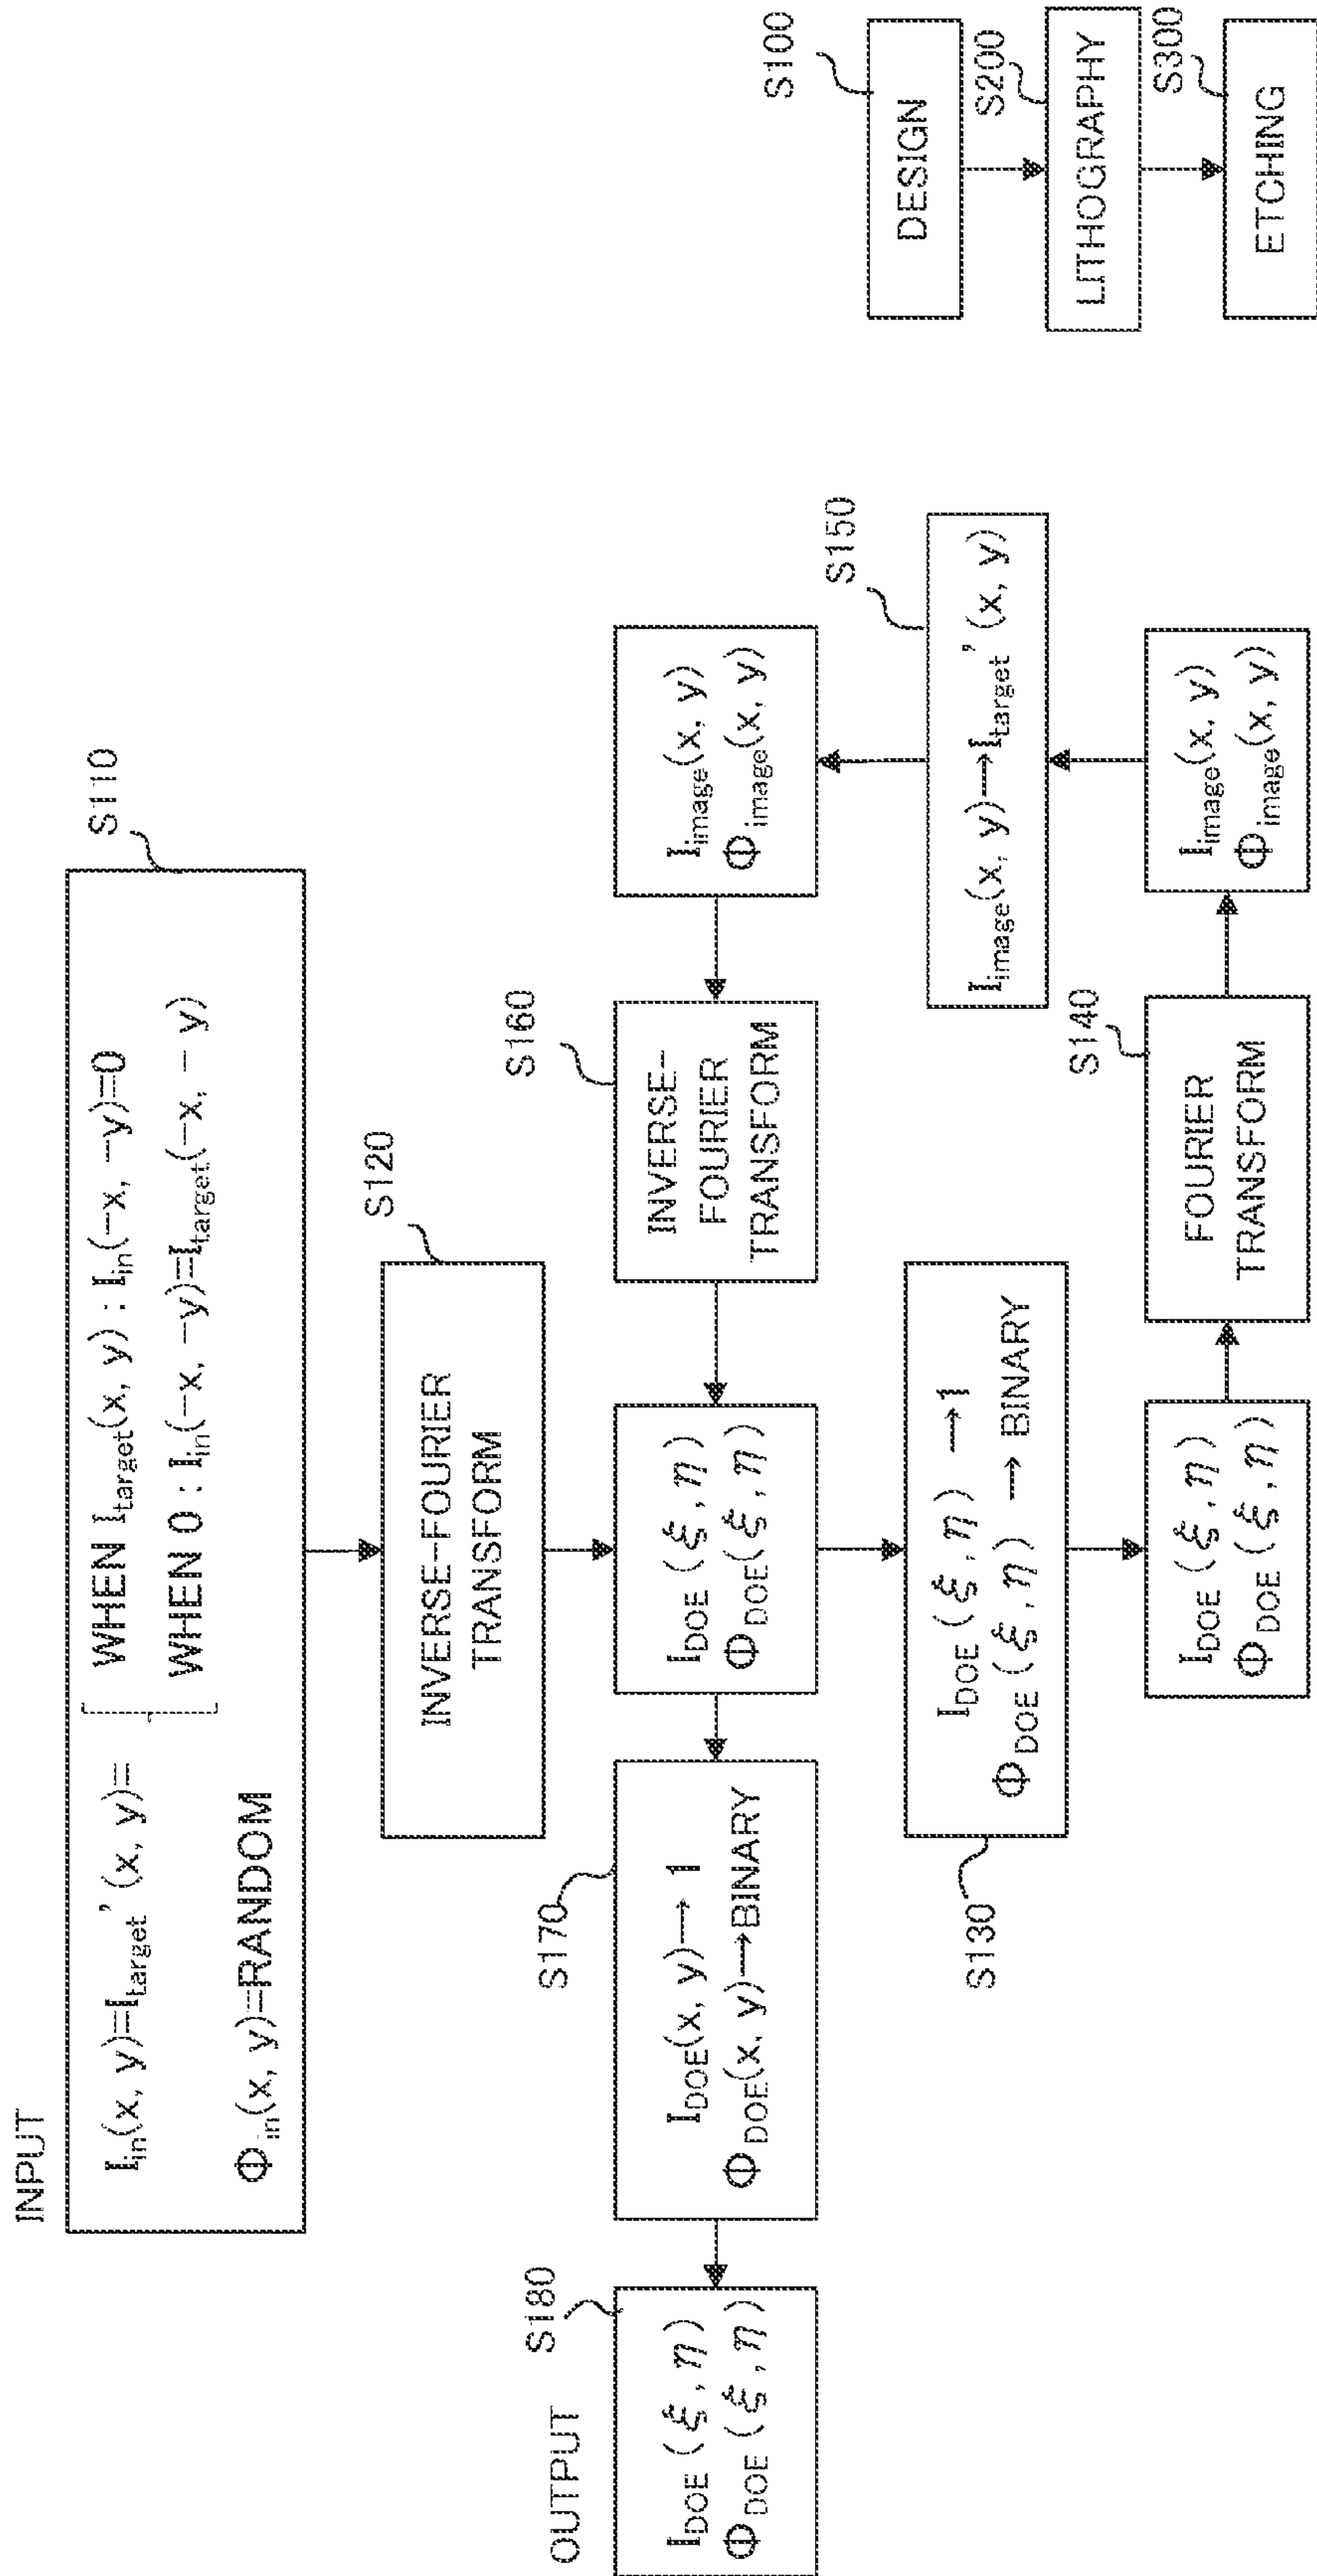 INPUT
S110
I_in(x, y)=I_target'(x, y)=
WHEN I_target(x, y) : I_in(-x, -y)=0
WHEN 0 : I_in(-x, -y)=I_target(-x, -y)
Φ_in(x, y)=RANDOM
S120
INVERSE-FOURIER
TRANSFORM
OUTPUT
S180
I_DOE(ξ, η)
Φ_DOE(ξ, η)
S170
I_DOE(x, y)→1
Φ_DOE(x, y)→BINARY
I_DOE(ξ, η)
Φ_DOE(ξ, η)
S160
INVERSE-
FOURIER
TRANSFORM
I_image(x, y)
Φ_image(x, y)
S130
I_DOE(ξ, η)→1
Φ_DOE(ξ, η)→BINARY
S150
I_image(x, y)→I_target'(x, y)
I_DOE(ξ, η)
Φ_DOE(ξ, η)
S140
FOURIER
TRANSFORM
I_image(x, y)
Φ_image(x, y)
S100
DESIGN
S200
LITHOGRAPHY
S300
ETCHING